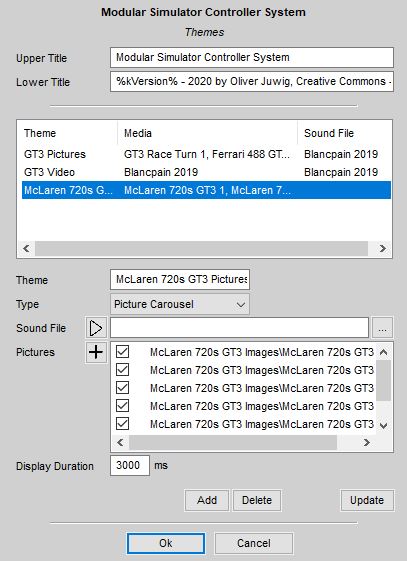 Modular Simulator Controller System
Themes
Upper Title Modular Simulator Controller System
Lower Title %kVersion% - 2020 by Oliver Juwig, Creative Commons -
Theme Media Sound File
GT3 Pictures GT3 Race Turn 1, Ferrari 488 GT... Blancpain 2019
GT3 Video Blancpain 2019 Blancpain 2019
McLaren 720s G... McLaren 720s GT3 1, McLaren 7...
Theme McLaren 720s GT3 Pictures
Type Picture Carousel
Sound File ...
Pictures McLaren 720s GT3 Images\McLaren 720s GT3
McLaren 720s GT3 Images\McLaren 720s GT3
McLaren 720s GT3 Images\McLaren 720s GT3
McLaren 720s GT3 Images\McLaren 720s GT3
McLaren 720s GT3 Images\McLaren 720s GT3
Display Duration 3000 ms
Add Delete Update
Ok Cancel